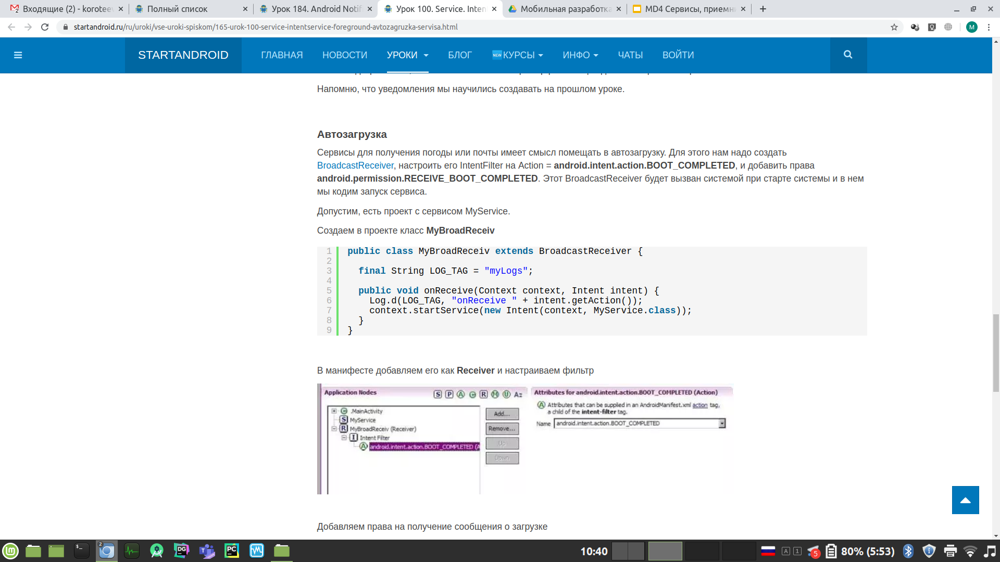 Входящие (2) - korotee
Полный список
Урок 184. Android Notif
Урок 100. Service. Inten
Мобильная разработка
MD4 Сервисы, приемни
startandroid.ru/ru/uroki/vse-uroki-spiskom/165-urok-100-service-intentservice-foreground-avtozagruzka-servisa.html
M
STARTANDROID
ГЛАВНАЯ
НОВОСТИ
УРОКИ
БЛОГ
NEW КУРСЫ
ИНФО
ЧАТЫ
ВОЙТИ
Напомню, что уведомления мы научились создавать на прошлом уроке.
Автозагрузка
Сервисы для получения погоды или почты имеет смысл помещать в автозагрузку. Для этого нам надо создать
BroadcastReceiver, настроить его IntentFilter на Action = android.intent.action.BOOT_COMPLETED, и добавить права
android.permission.RECEIVE_BOOT_COMPLETED. Этот BroadcastReceiver будет вызван системой при старте системы и в нем
мы кодим запуск сервиса.
Допустим, есть проект с сервисом MyService.
Создаем в проекте класс MyBroadReceiv
1 public class MyBroadReceiv extends BroadcastReceiver {
2
3 final String LOG_TAG = "myLogs";
4
5 public void onReceive(Context context, Intent intent) {
6 Log.d(LOG_TAG, "onReceive " + intent.getAction());
7 context.startService(new Intent(context, MyService.class));
8 }
9 }
В манифесте добавляем его как Receiver и настраиваем фильтр
Application Nodes
S P A C R M U Az
.MainActivity
S MyService
R MyBroadReceiv (Receiver)
I Intent Filter
A android.intent.action.BOOT_COMPLETED (A
Add...
Remove...
Up
Down
Attributes for android.intent.action.BOOT_COMPLETED (Action)
A Attributes that can be supplied in an AndroidManifest.xml action tag,
a child of the intent-filter tag.
Name android.intent.action.BOOT_COMPLETED
Добавляем права на получение сообщения о загрузке
2
DG
T
PC
10:40
A 1
5
80% (5:53)